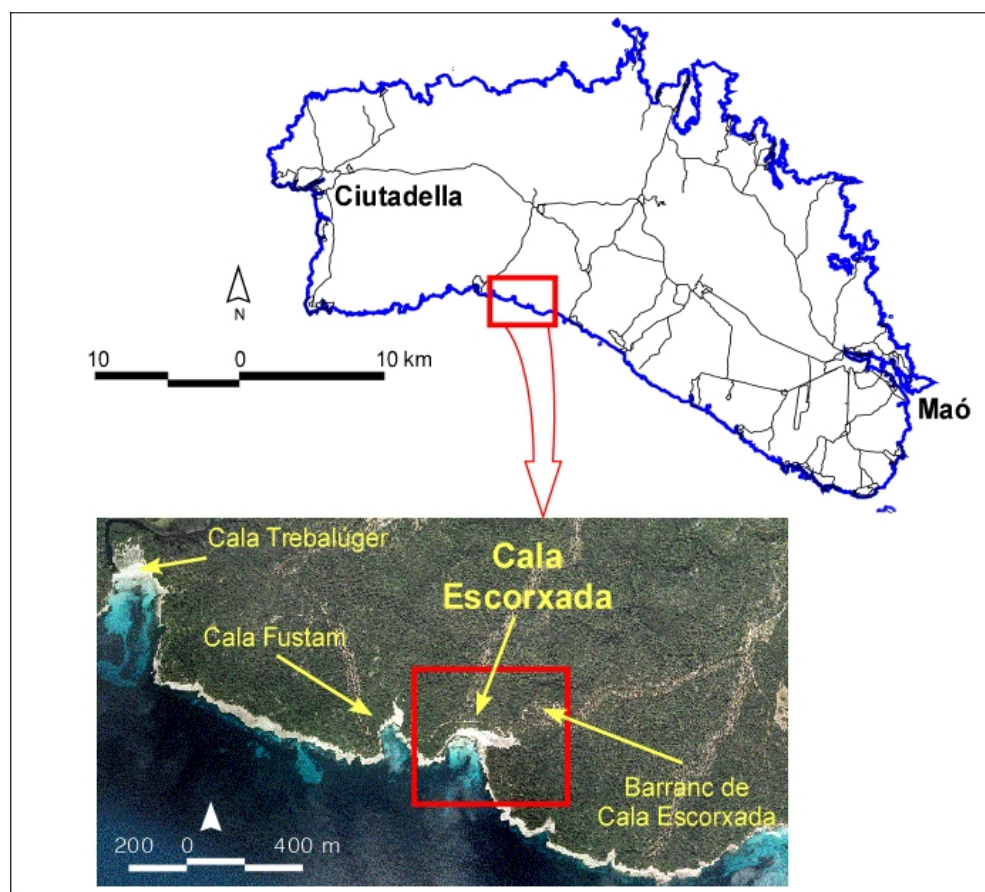 Ciutadella
N
10 0 10 km
Maó
Cala Trebalúger
Cala
Escorxada
Cala Fustam
Barranc de
Cala Escorxada
200 0 400 m